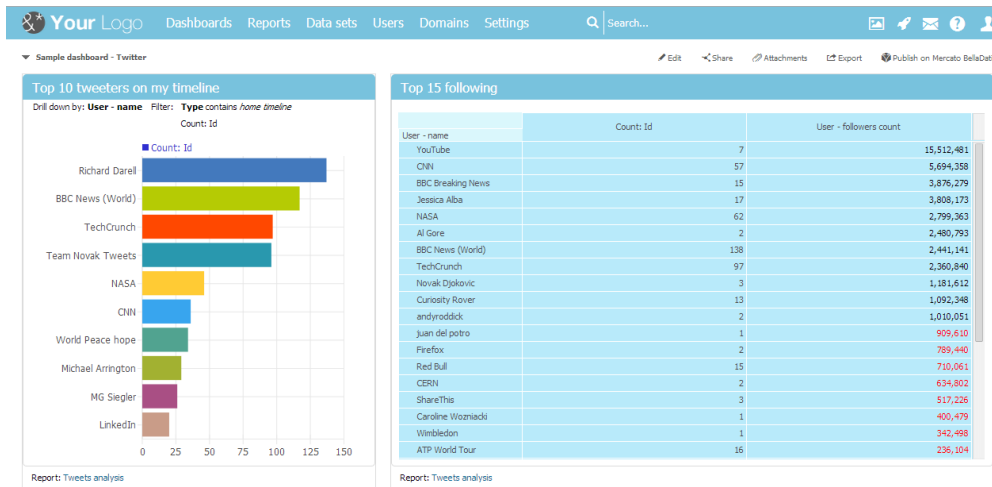 Your Logo Dashboards Reports Data sets Users Domains Settings Search...
Sample dashboard - Twitter Edit Share Attachments Export Publish on Mercato BellaDati
Top 10 tweeters on my timeline
Drill down by: User - name Filter: Type contains home timeline
Count: Id
Count: Id
Richard Darell
BBC News (World)
TechCrunch
Team Novak Tweets
NASA
CNN
World Peace hope
Michael Arrington
MG Siegler
LinkedIn
0 25 50 75 100 125 150
Report: Tweets analysis
Top 15 following
User - name Count: Id User - followers count
YouTube 7 15,512,481
CNN 57 5,694,358
BBC Breaking News 15 3,876,279
Jessica Alba 17 3,808,173
NASA 62 2,799,363
Al Gore 2 2,480,793
BBC News (World) 138 2,441,141
TechCrunch 97 2,360,840
Novak Djokovic 3 1,181,612
Curiosity Rover 13 1,092,348
andyroddick 2 1,010,051
juan del potro 1 909,610
Firefox 2 789,440
Red Bull 15 710,061
CERN 2 634,802
ShareThis 3 517,226
Caroline Wozniacki 1 400,479
Wimbledon 1 342,498
ATP World Tour 16 236,104
Report: Tweets analysis